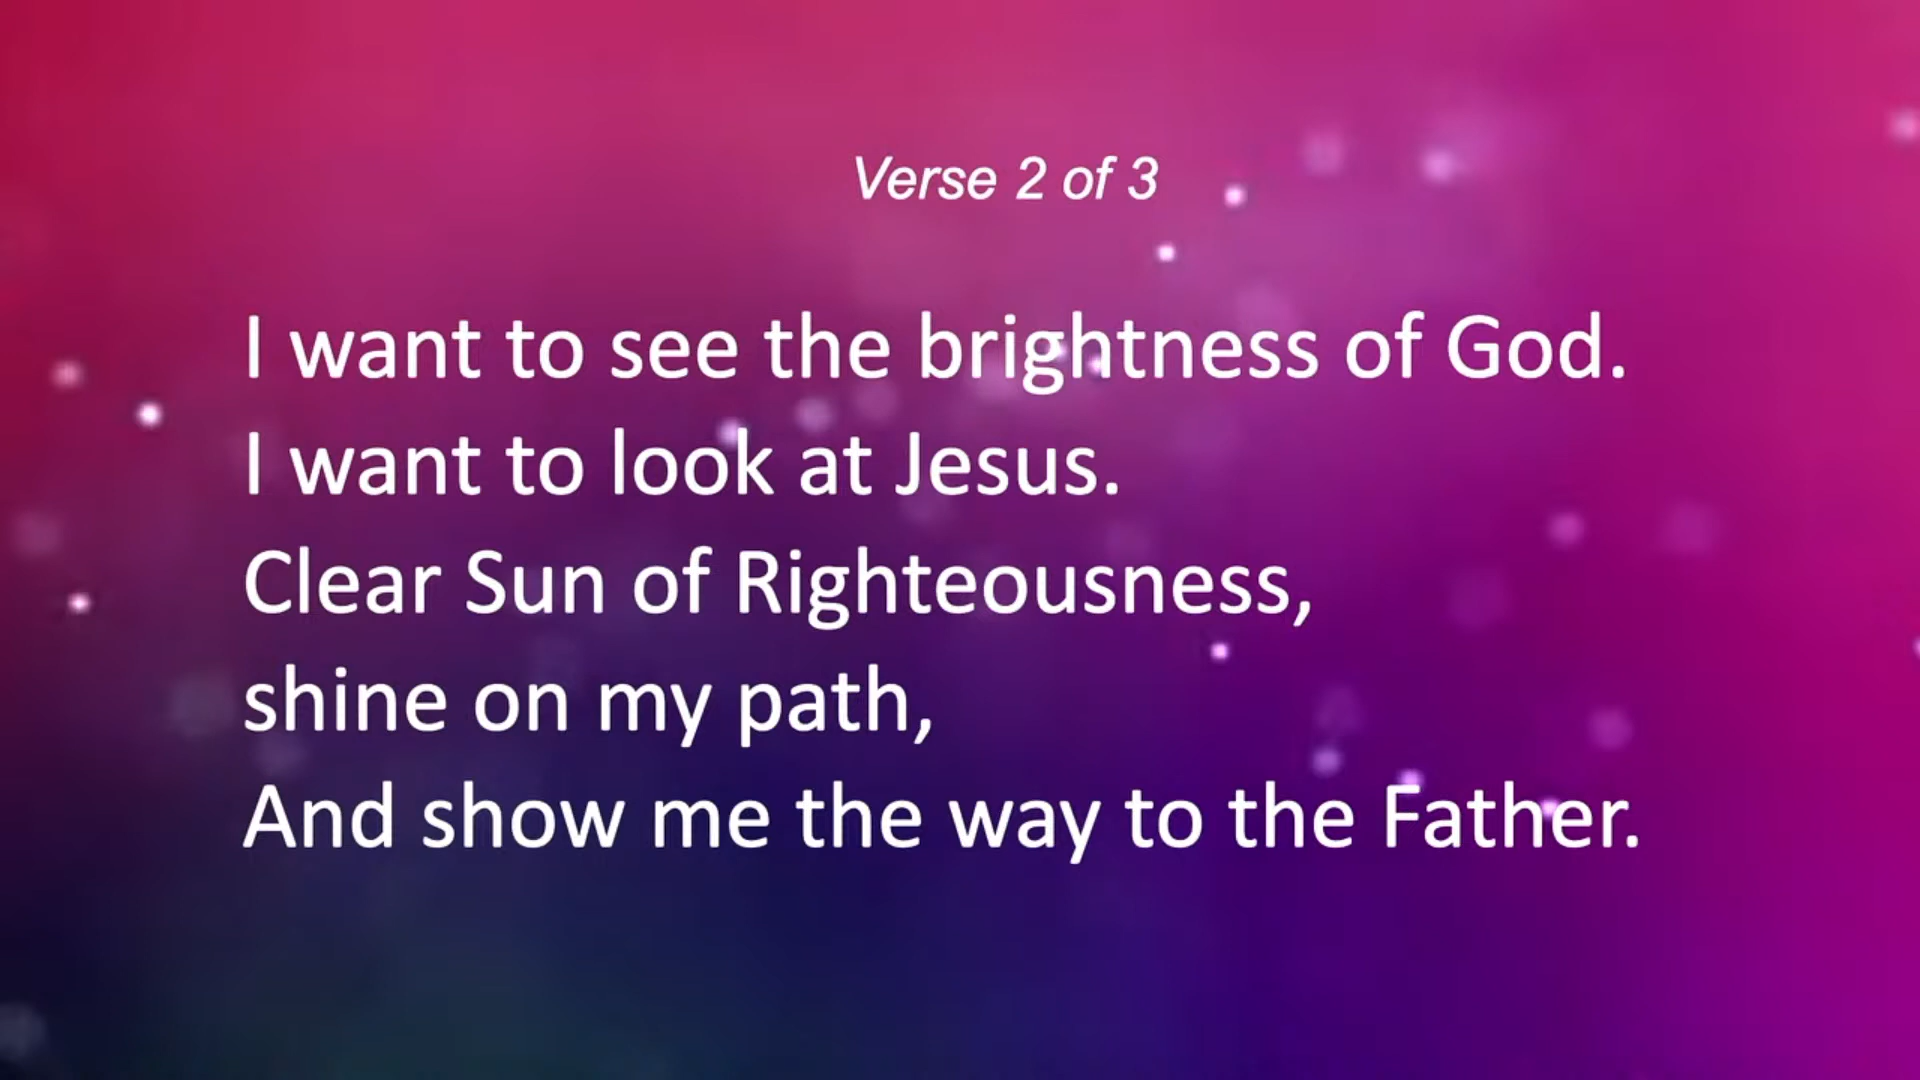 Verse 2 of 3
I want to see the brightness of God.
I want to look at Jesus.
Clear Sun of Righteousness,
shine on my path,
And show me the way to the Father.